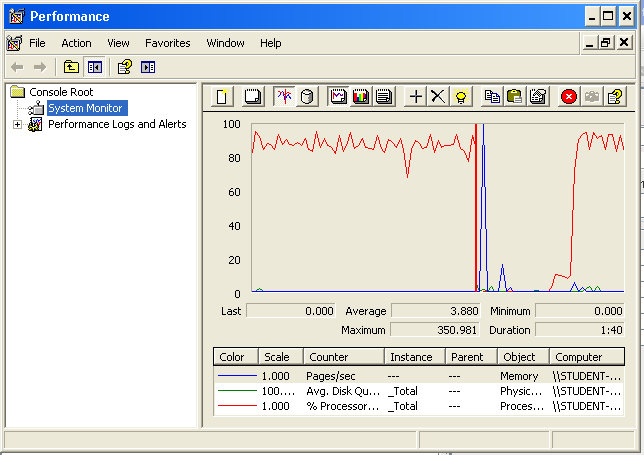 Performance
File Action View Favorites Window Help
Console Root
System Monitor
Performance Logs and Alerts
100
80
60
40
20
0
Last 0.000 Average 3.880 Minimum 0.000
Maximum 350.981 Duration 1:40
Color Scale Counter Instance Parent Object Computer
1.000 Pages/sec --- --- Memory \\STUDENT-...
100.... Avg. Disk Qu... _Total --- Physic... \\STUDENT-...
1.000 % Processor... _Total --- Proces... \\STUDENT-...